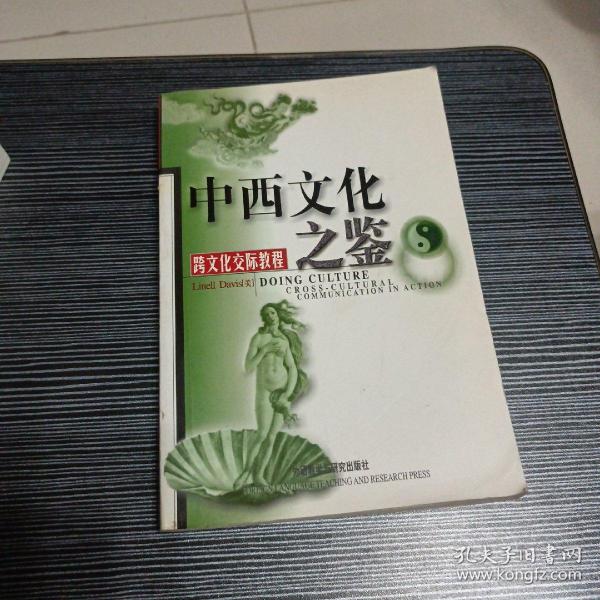 中西文化
之鉴
跨文化交际教程
Linell Davis[美]
DOING CULTURE
CROSS-CULTURAL
COMMUNICATION IN ACTION
外语教学与研究出版社
FOREIGN LANGUAGE TEACHING AND RESEARCH PRESS
孔夫子旧书网
www.kongfz.com